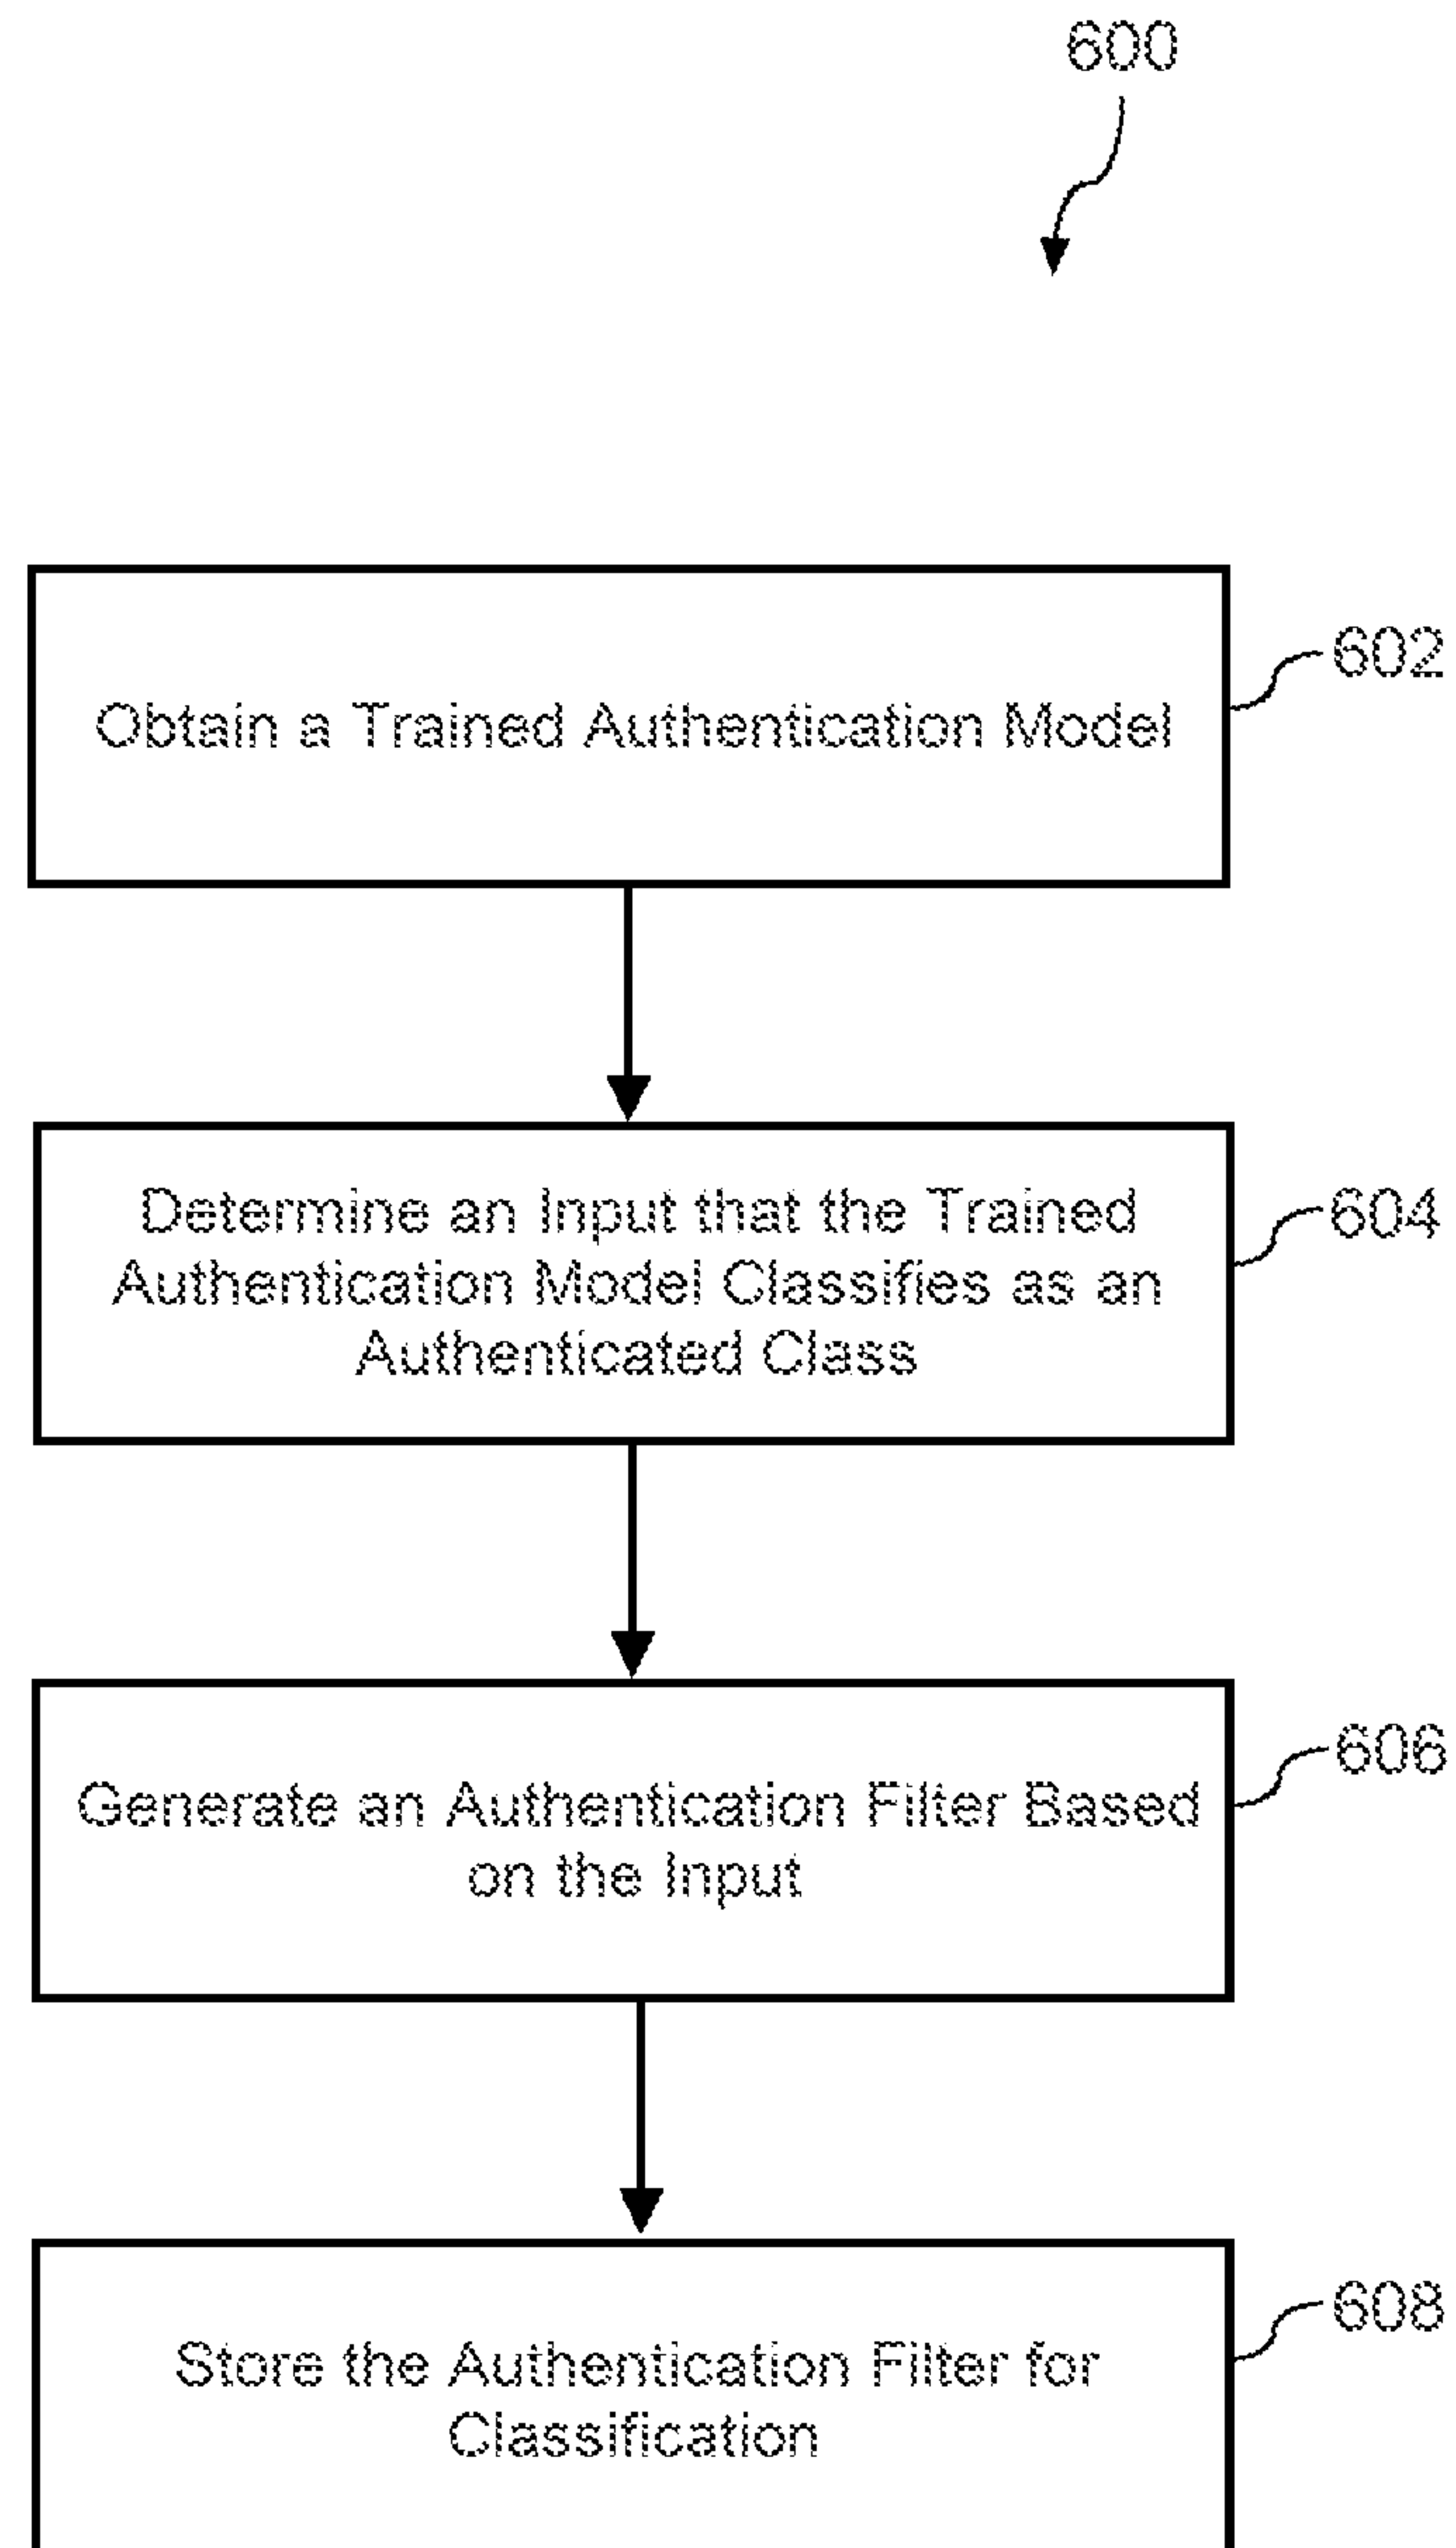 600
Obtain a Trained Authentication Model
602
Determine an Input that the Trained
Authentication Model Classifies as an
Authenticated Class
604
Generate an Authentication Filter Based
on the Input
606
Store the Authentication Filter for
Classification
608